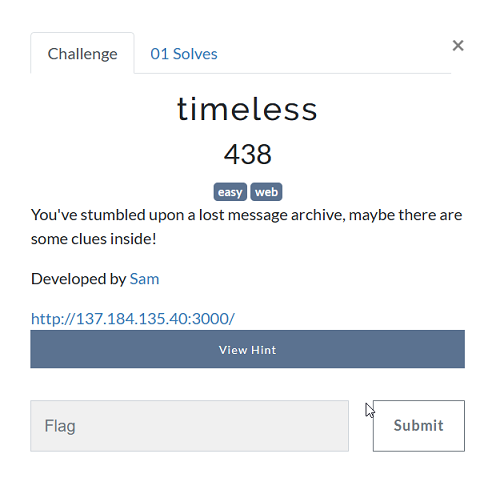 Challenge
01 Solves
×
timeless
438
easy web
You've stumbled upon a lost message archive, maybe there are
some clues inside!
Developed by Sam
http://137.184.135.40:3000/
View Hint
Flag
Submit